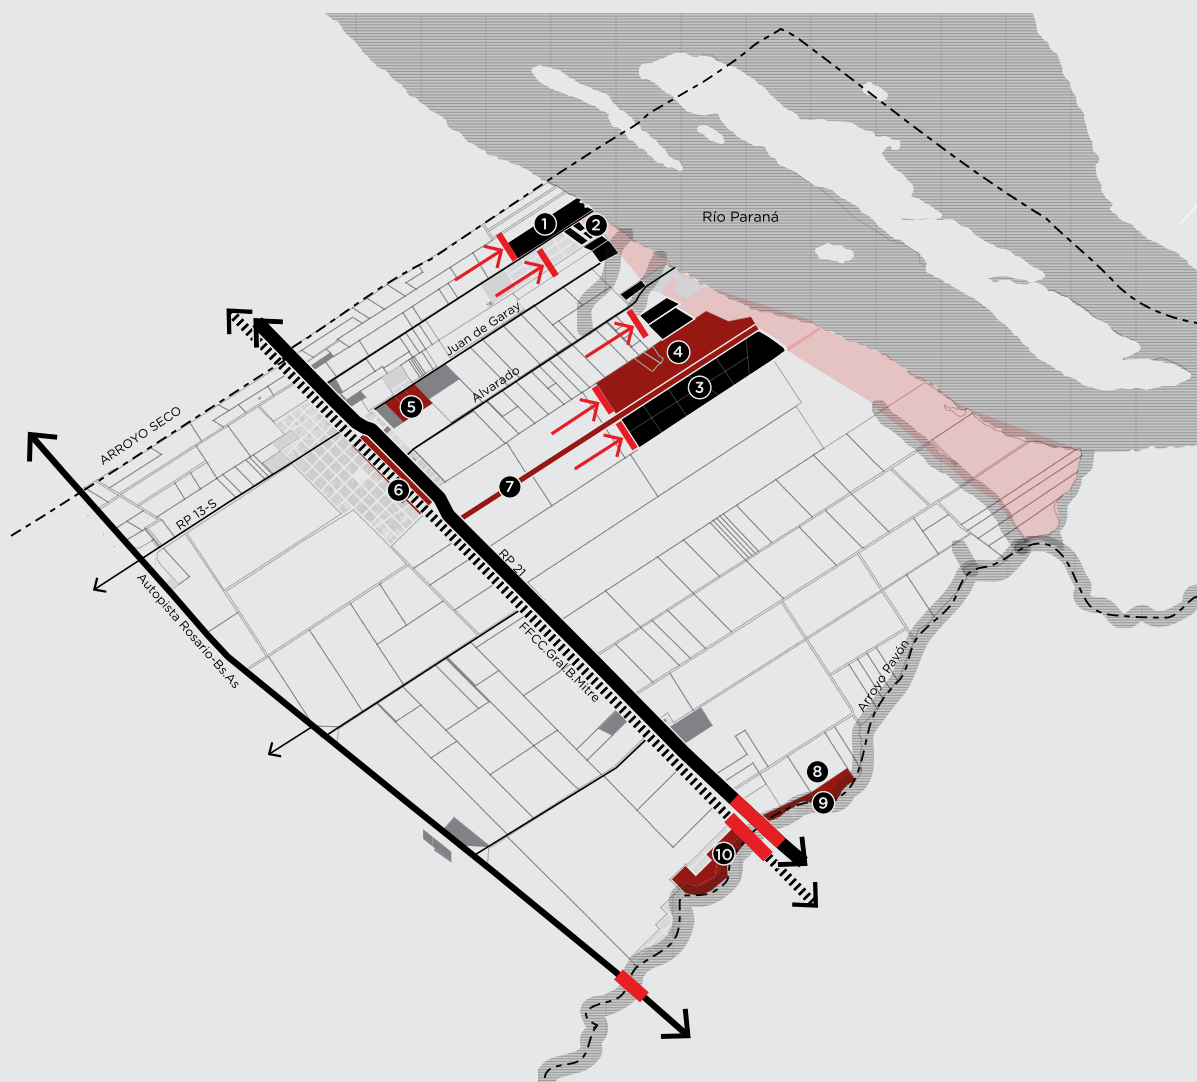 Río Paraná
1
2
Juan de Garay
4
3
Alvarado
5
ARROYO SECO
6
7
RP 13-S
RP 21
Autopista Rosario-Bs.As
FFCC.Gral.B.Mitre
Arroyo Pavón
8
9
10